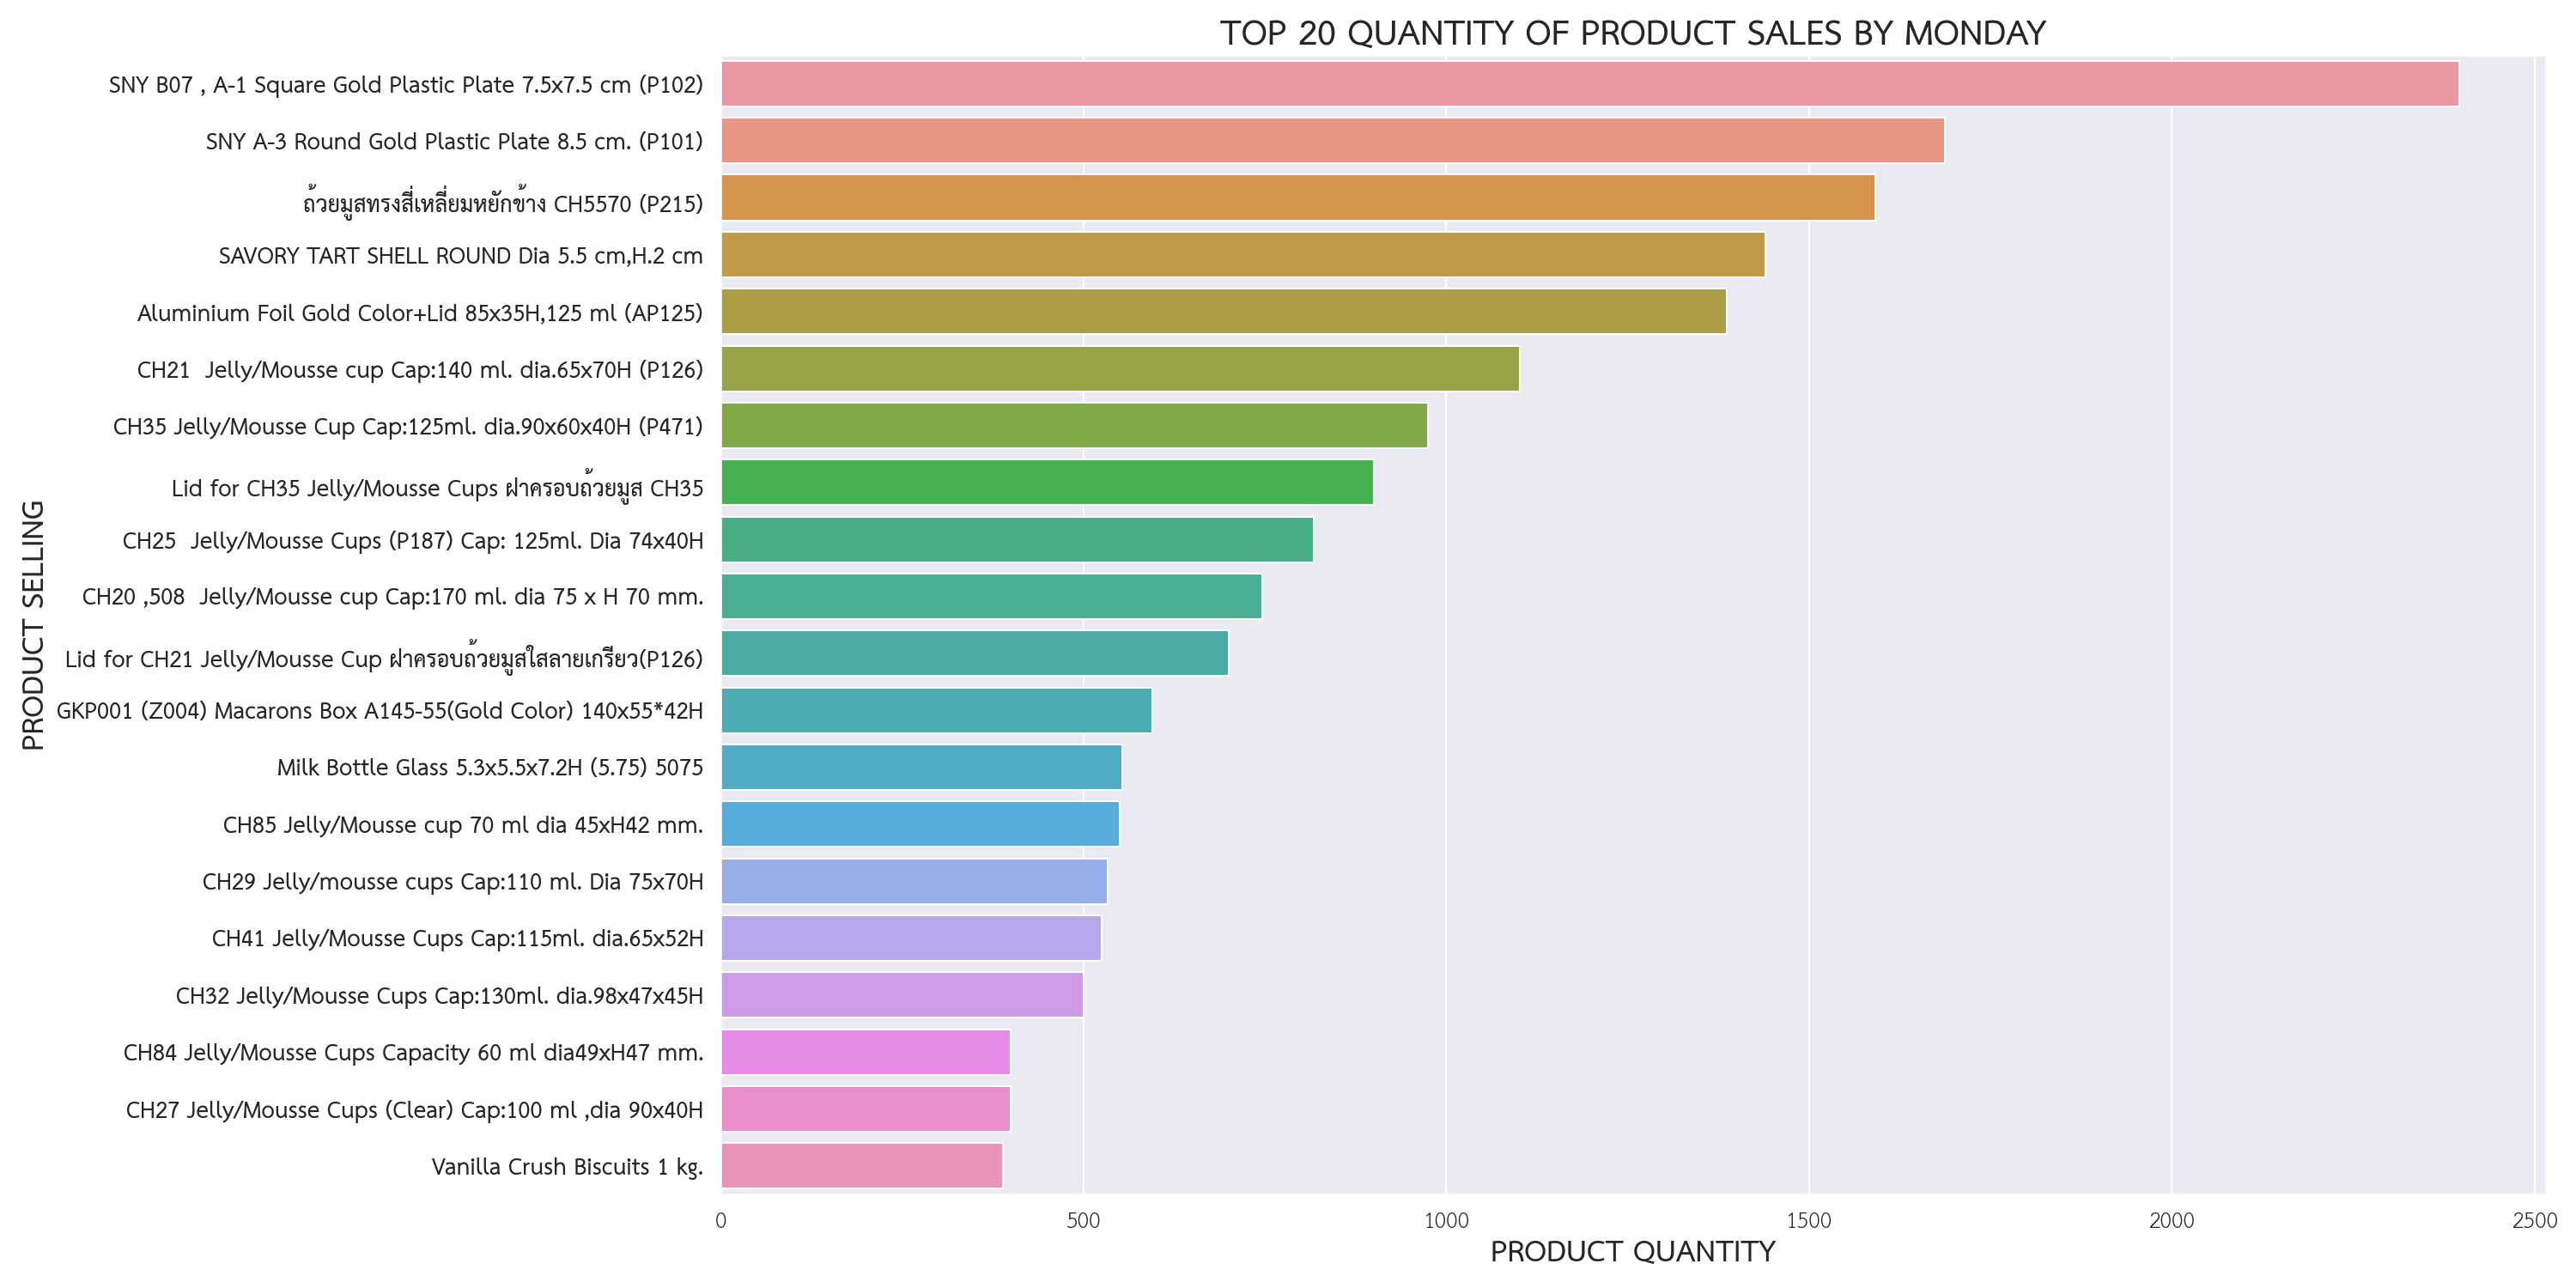 TOP 20 QUANTITY OF PRODUCT SALES BY MONDAY
PRODUCT SELLING
SNY B07 , A-1 Square Gold Plastic Plate 7.5x7.5 cm (P102)
SNY A-3 Round Gold Plastic Plate 8.5 cm. (P101)
ถ้วยมูสทรงสี่เหลี่ยมหยักข้าง CH5570 (P215)
SAVORY TART SHELL ROUND Dia 5.5 cm,H.2 cm
Aluminium Foil Gold Color+Lid 85x35H,125 ml (AP125)
CH21  Jelly/Mousse cup Cap:140 ml. dia.65x70H (P126)
CH35 Jelly/Mousse Cup Cap:125ml. dia.90x60x40H (P471)
Lid for CH35 Jelly/Mousse Cups ฝาครอบถ้วยมูส CH35
CH25  Jelly/Mousse Cups (P187) Cap: 125ml. Dia 74x40H
CH20 ,508  Jelly/Mousse cup Cap:170 ml. dia 75 x H 70 mm.
Lid for CH21 Jelly/Mousse Cup ฝาครอบถ้วยมูสใสลายเกรียว(P126)
GKP001 (Z004) Macarons Box A145-55(Gold Color) 140x55*42H
Milk Bottle Glass 5.3x5.5x7.2H (5.75) 5075
CH85 Jelly/Mousse cup 70 ml dia 45xH42 mm.
CH29 Jelly/mousse cups Cap:110 ml. Dia 75x70H
CH41 Jelly/Mousse Cups Cap:115ml. dia.65x52H
CH32 Jelly/Mousse Cups Cap:130ml. dia.98x47x45H
CH84 Jelly/Mousse Cups Capacity 60 ml dia49xH47 mm.
CH27 Jelly/Mousse Cups (Clear) Cap:100 ml ,dia 90x40H
Vanilla Crush Biscuits 1 kg.
0 500 1000 1500 2000 2500
PRODUCT QUANTITY